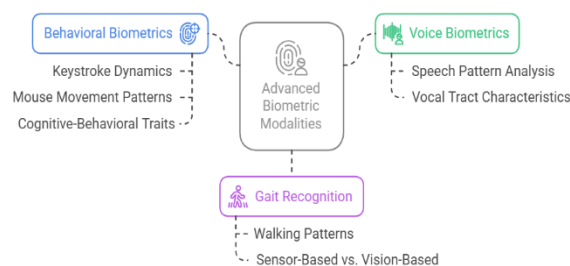 Behavioral Biometrics
Keystroke Dynamics
Mouse Movement Patterns
Cognitive-Behavioral Traits
Advanced
Biometric
Modalities
Voice Biometrics
Speech Pattern Analysis
Vocal Tract Characteristics
Gait Recognition
Walking Patterns
Sensor-Based vs. Vision-Based